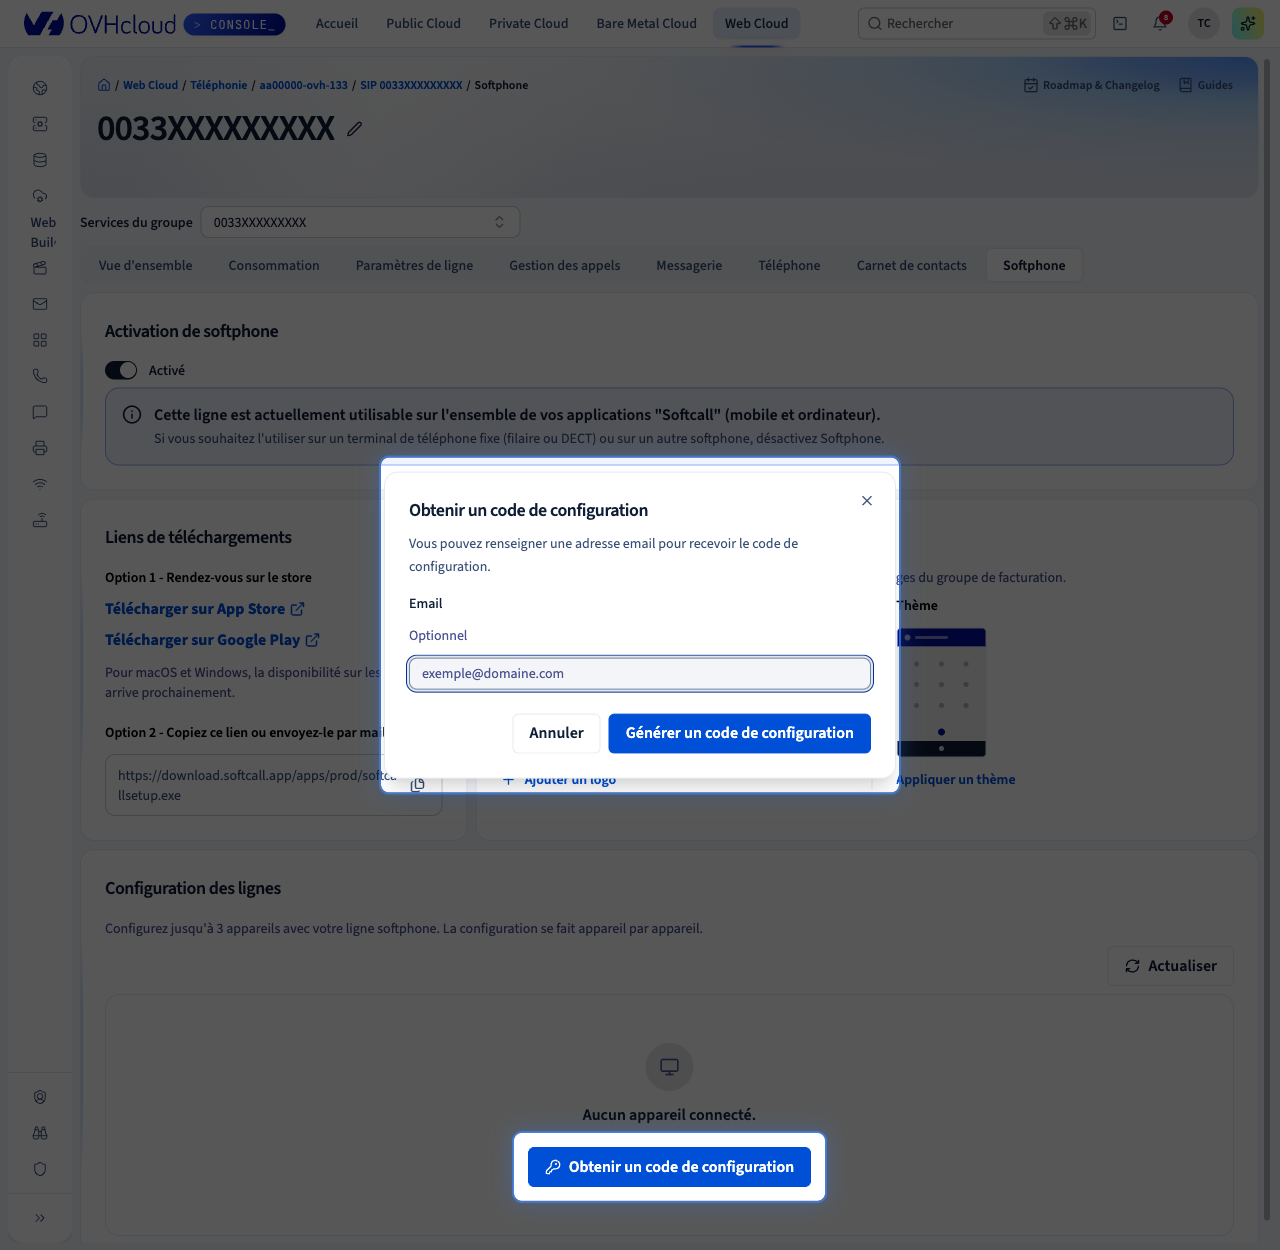 OVHcloud > CONSOLE_ Accueil Public Cloud Private Cloud Bare Metal Cloud Web Cloud Rechercher ⇧⌘K 8 TC
/ Web Cloud / Téléphonie / aa00000-ovh-133 / SIP 0033XXXXXXXXX / Softphone Roadmap & Changelog Guides
0033XXXXXXXXX
Web
Services du groupe 0033XXXXXXXXX
Vue d'ensemble Consommation Paramètres de ligne Gestion des appels Messagerie Téléphone Carnet de contacts Softphone
Activation de softphone
Activé
Cette ligne est actuellement utilisable sur l'ensemble de vos applications "Softcall" (mobile et ordinateur).
Si vous souhaitez l'utiliser sur un terminal de téléphone fixe (filaire ou DECT) ou sur un autre softphone, désactivez Softphone.
Liens de téléchargements
Option 1 - Rendez-vous sur le store
Télécharger sur App Store
Télécharger sur Google Play
Pour macOS et Windows, la disponibilité sur les
arrive prochainement.
Option 2 - Copiez ce lien ou envoyez-le par mail
https://download.softcall.app/apps/prod/softca
llsetup.exe
Obtenir un code de configuration
Vous pouvez renseigner une adresse email pour recevoir le code de
configuration.
Email
Optionnel
exemple@domaine.com
Annuler Générer un code de configuration
ges du groupe de facturation.
Thème
Ajouter un logo
Appliquer un thème
Configuration des lignes
Configurez jusqu'à 3 appareils avec votre ligne softphone. La configuration se fait appareil par appareil.
Actualiser
Aucun appareil connecté.
Obtenir un code de configuration